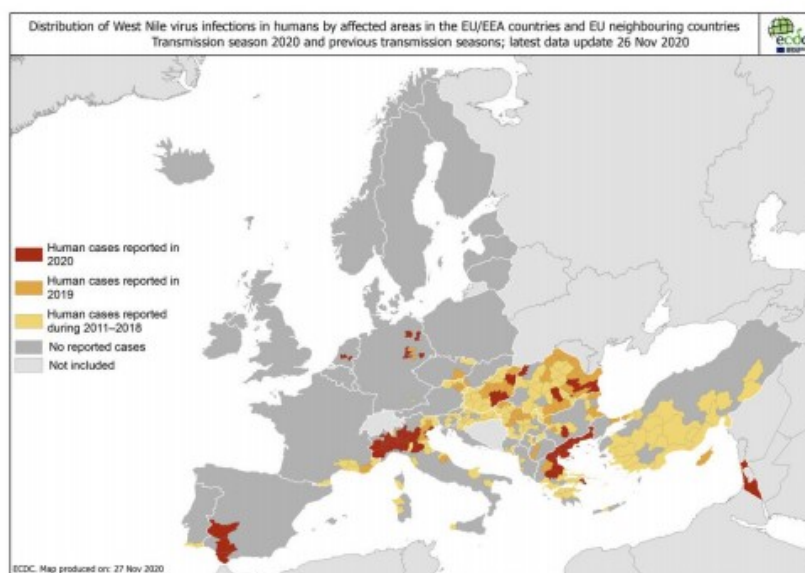 Distribution of West Nile virus infections in humans by affected areas in the EU/EEA countries and EU neighbouring countries
Transmission season 2020 and previous transmission seasons; latest data update 26 Nov 2020
ecdc
Human cases reported in
2020
Human cases reported in
2019
Human cases reported
during 2011–2018
No reported cases
Not included
ECDC. Map produced on: 27 Nov 2020